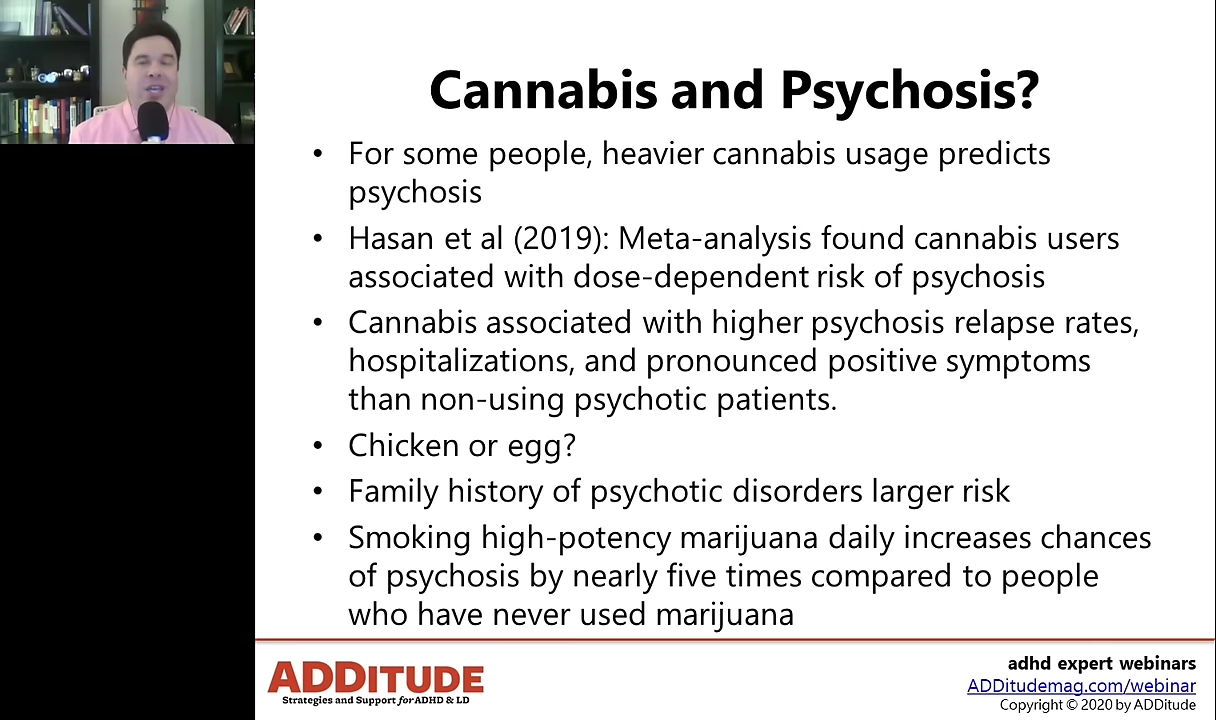 Cannabis and Psychosis?
• For some people, heavier cannabis usage predicts
psychosis
• Hasan et al (2019): Meta-analysis found cannabis users
associated with dose-dependent risk of psychosis
• Cannabis associated with higher psychosis relapse rates,
hospitalizations, and pronounced positive symptoms
than non-using psychotic patients.
• Chicken or egg?
• Family history of psychotic disorders larger risk
• Smoking high-potency marijuana daily increases chances
of psychosis by nearly five times compared to people
who have never used marijuana
ADDITUDE
Strategies and Support for ADHD & LD
adhd expert webinars
ADDitudemag.com/webinar
Copyright © 2020 by ADDitude